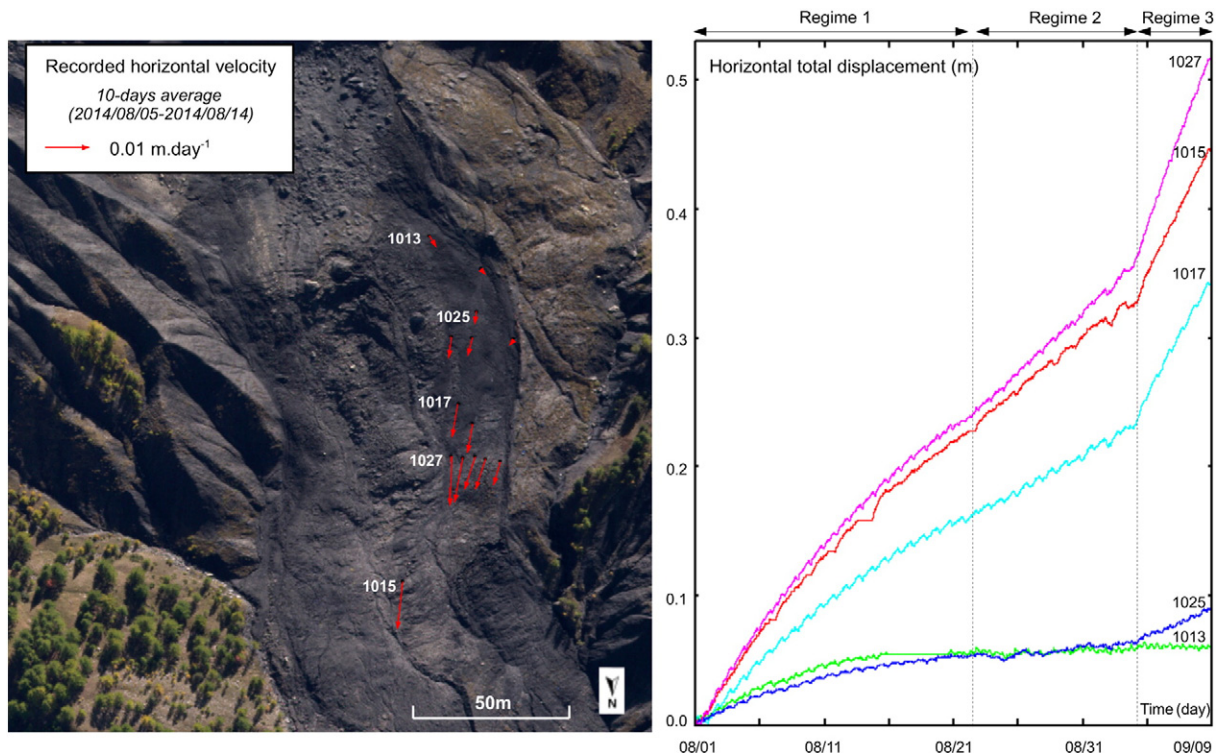 Recorded horizontal velocity
10-days average
(2014/08/05-2014/08/14)
0.01 m.day-1
1013
1025
1017
1027
1015
50m
N
Regime 1
Regime 2
Regime 3
Horizontal total displacement (m)
0.5
0.4
0.3
0.2
0.1
0.0
1027
1015
1017
1025
1013
Time (day)
08/01
08/11
08/21
08/31
09/09